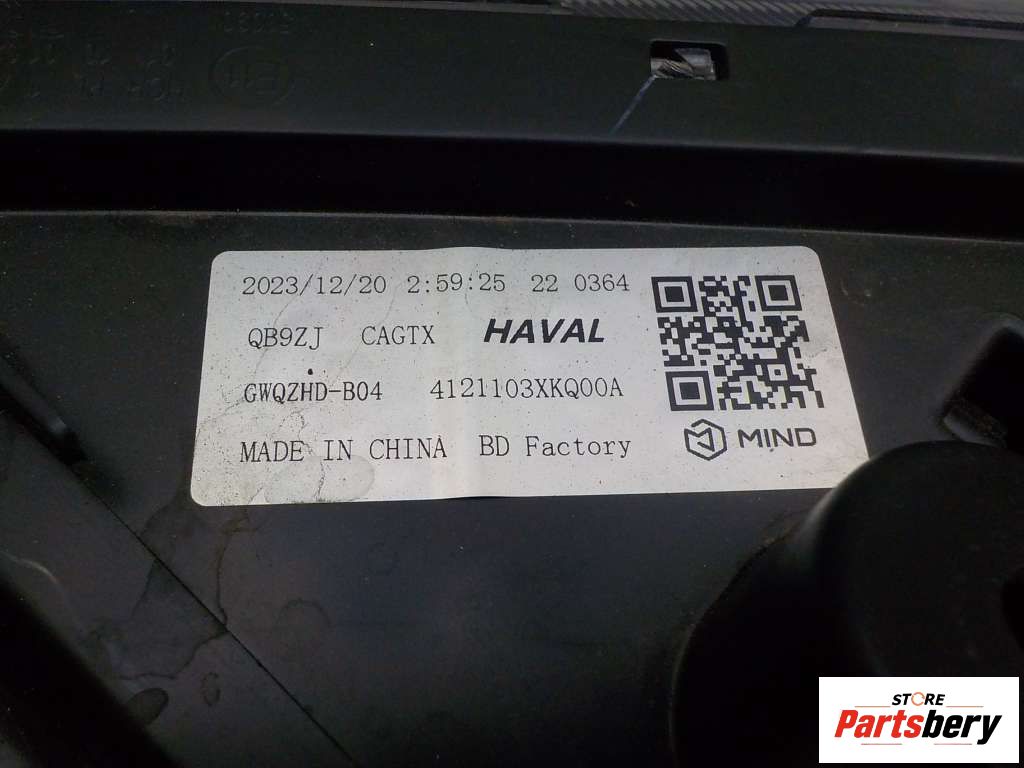 E11
2023/12/20 2:59:25 22 0364
QB9ZJ CAGTX HAVAL
GWQZHD-B04 4121103XKQ00A
MADE IN CHINA BD Factory
MIND
STORE
Partsbery